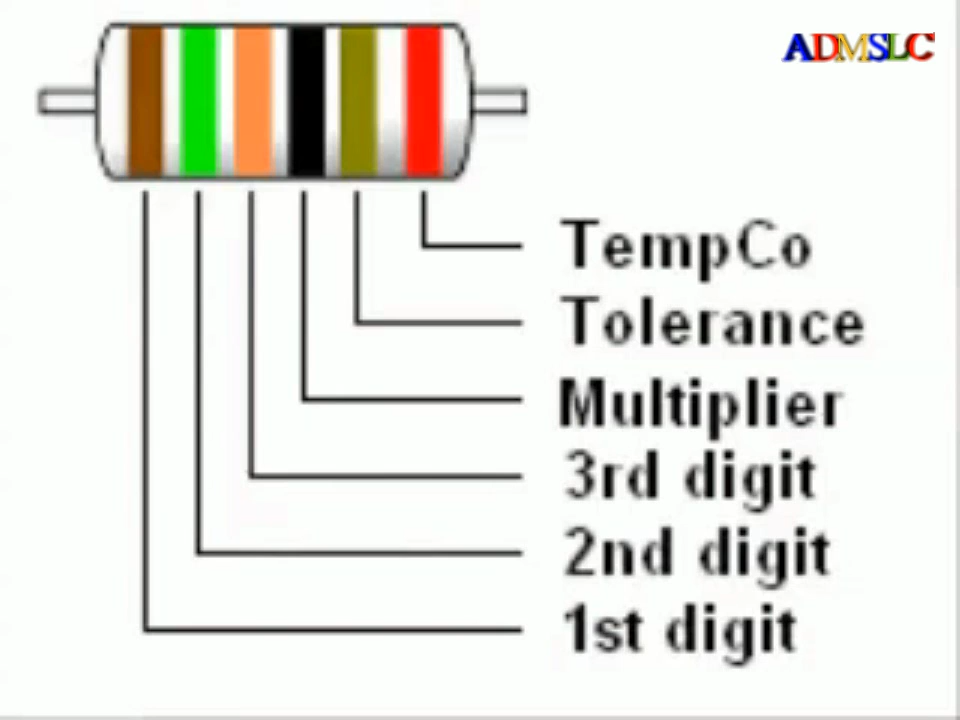 ADMSLC
TempCo
Tolerance
Multiplier
3rd digit
2nd digit
1st digit